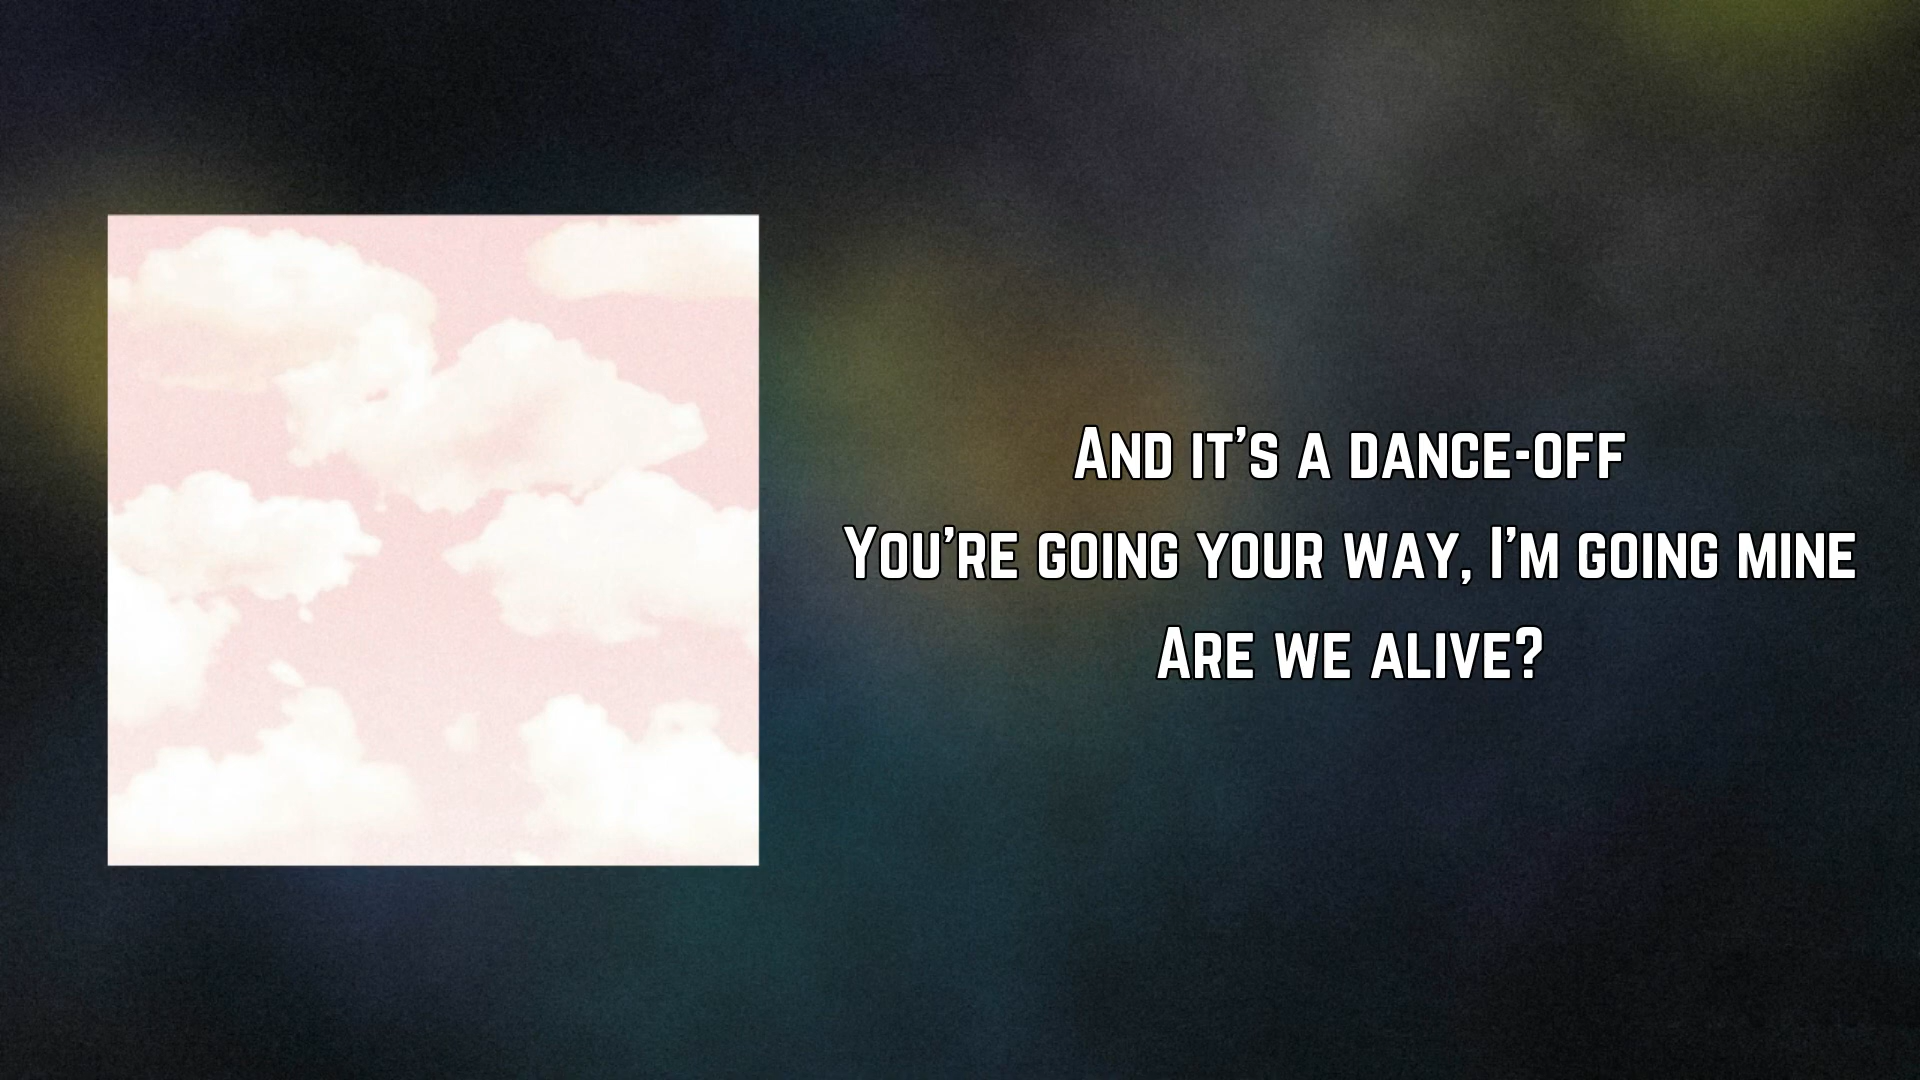 And it’s a dance-off
You’re going your way, I’m going mine
Are we alive?